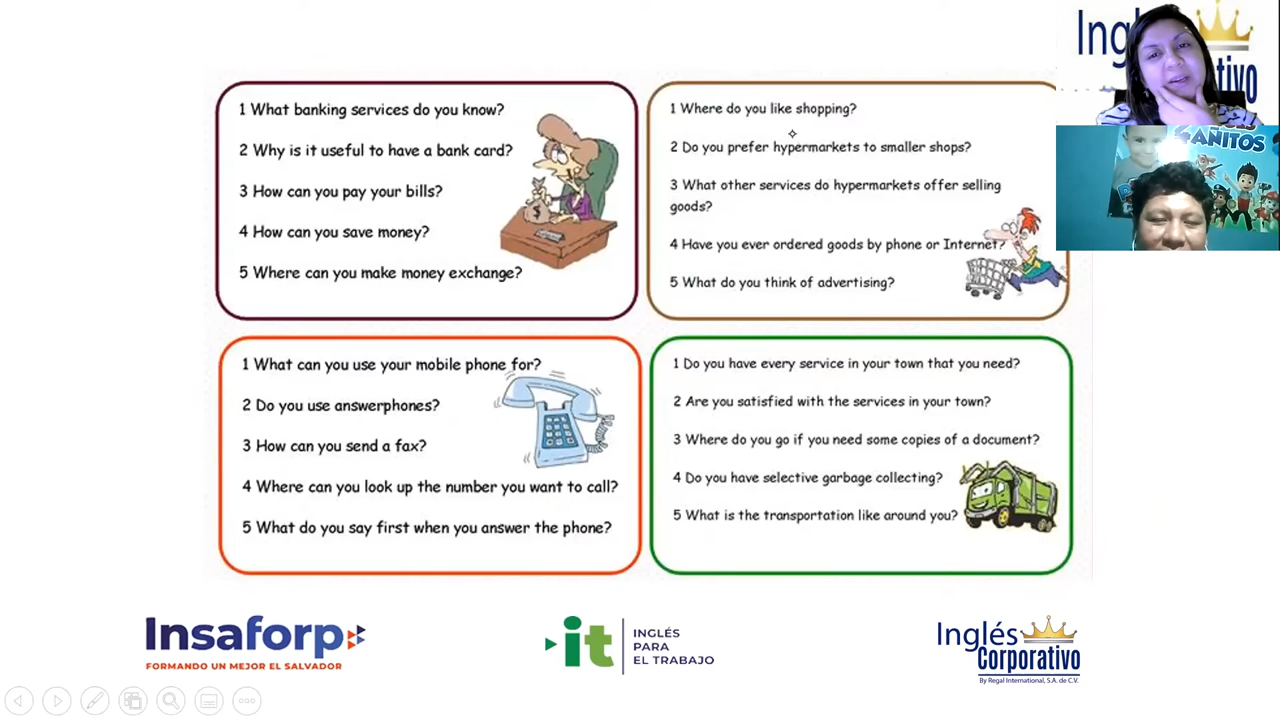 1 What banking services do you know?
2 Why is it useful to have a bank card?
3 How can you pay your bills?
4 How can you save money?
5 Where can you make money exchange?
1 Where do you like shopping?
2 Do you prefer hypermarkets to smaller shops?
3 What other services do hypermarkets offer selling
goods?
4 Have you ever ordered goods by phone or Internet?
5 What do you think of advertising?
1 What can you use your mobile phone for?
2 Do you use answerphones?
3 How can you send a fax?
4 Where can you look up the number you want to call?
5 What do you say first when you answer the phone?
1 Do you have every service in your town that you need?
2 Are you satisfied with the services in your town?
3 Where do you go if you need some copies of a document?
4 Do you have selective garbage collecting?
5 What is the transportation like around you?
Insaforp
FORMANDO UN MEJOR EL SALVADOR
it
INGLÉS
PARA
EL TRABAJO
Inglés
Corporativo
By Regal International, S.A. de C.V.
Ing
tivo
AÑITOS